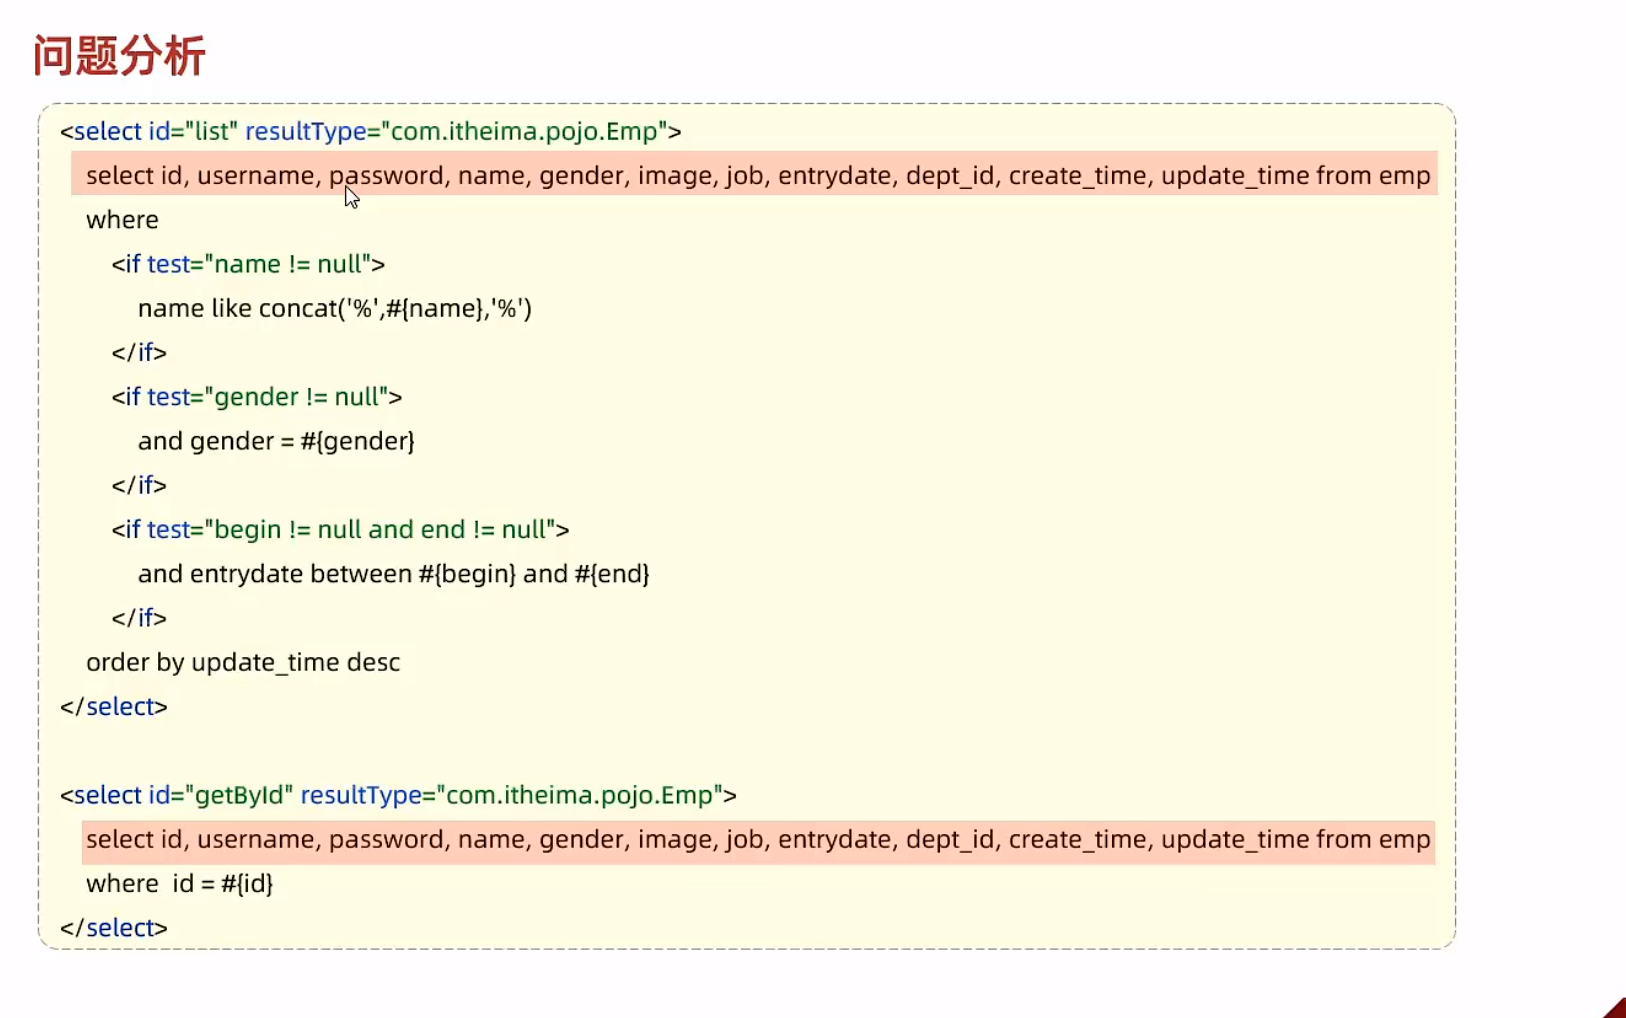 问题分析
<select id="list" resultType="com.itheima.pojo.Emp">
select id, username, password, name, gender, image, job, entrydate, dept_id, create_time, update_time from emp
where
<if test="name != null">
name like concat('%',#{name},'%')
</if>
<if test="gender != null">
and gender = #{gender}
</if>
<if test="begin != null and end != null">
and entrydate between #{begin} and #{end}
</if>
order by update_time desc
</select>
<select id="getById" resultType="com.itheima.pojo.Emp">
select id, username, password, name, gender, image, job, entrydate, dept_id, create_time, update_time from emp
where  id = #{id}
</select>